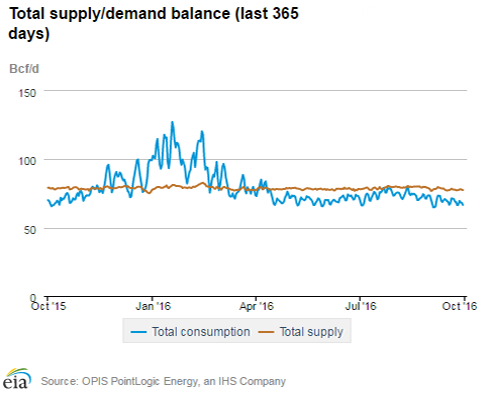 Total supply/demand balance (last 365
days)
Bcf/d
150
100
50
0
Oct '15 Jan '16 Apr '16 Jul '16 Oct '16
Total consumption Total supply
eia Source: OPIS PointLogic Energy, an IHS Company